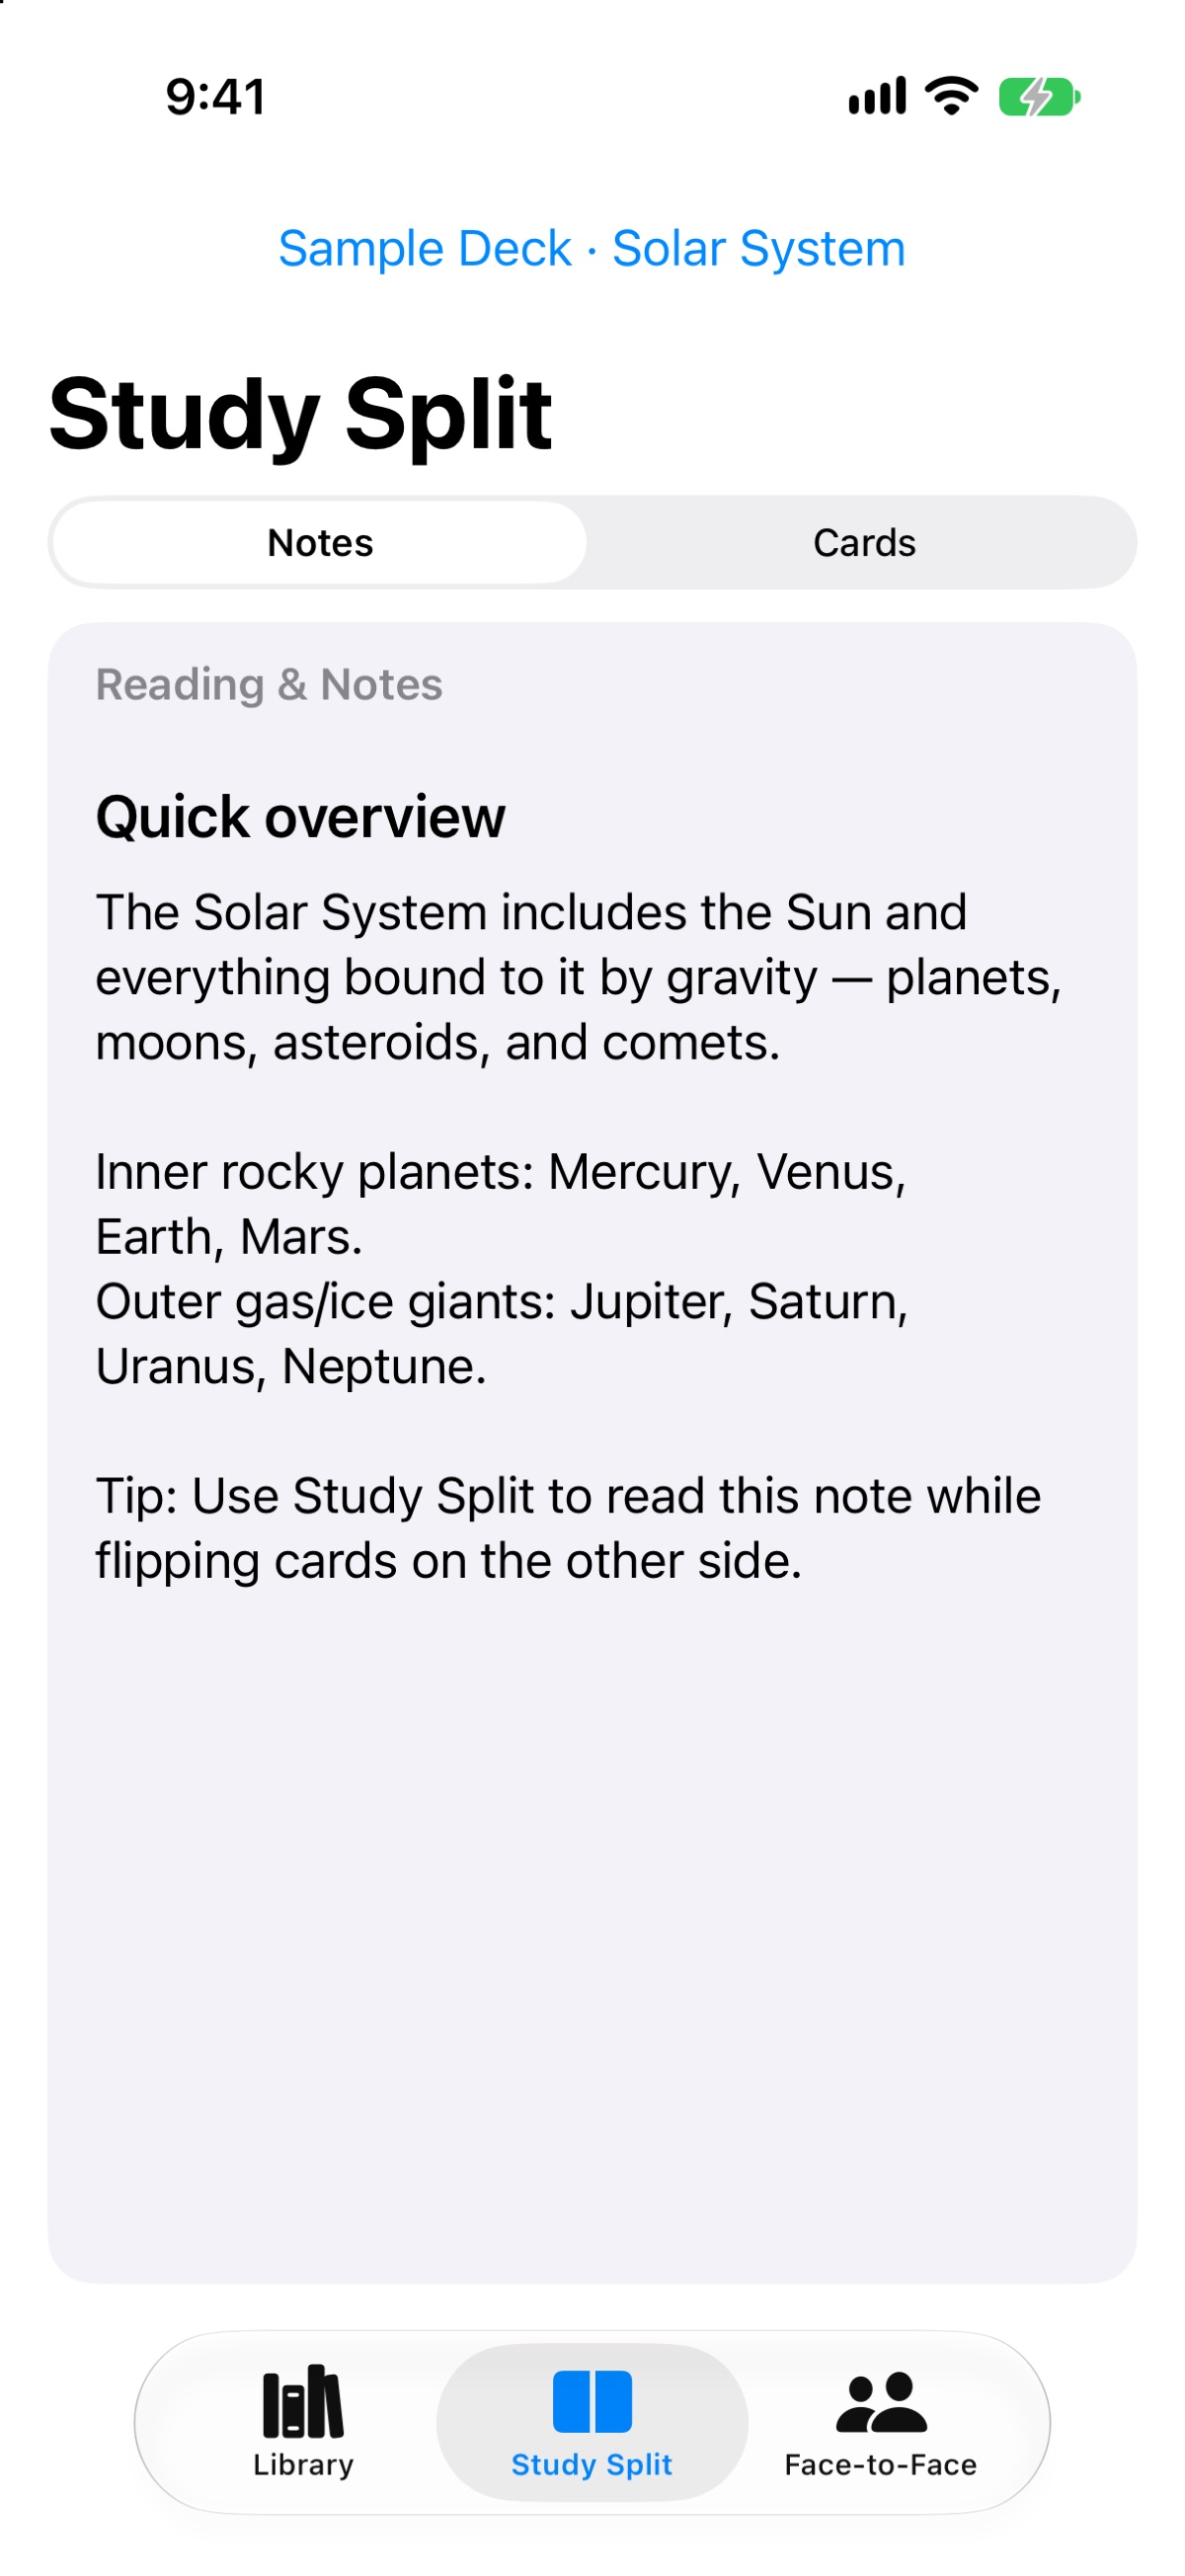 9:41
Sample Deck · Solar System
Study Split
Notes
Cards
Reading & Notes
Quick overview
The Solar System includes the Sun and
everything bound to it by gravity — planets,
moons, asteroids, and comets.
Inner rocky planets: Mercury, Venus,
Earth, Mars.
Outer gas/ice giants: Jupiter, Saturn,
Uranus, Neptune.
Tip: Use Study Split to read this note while
flipping cards on the other side.
Library
Study Split
Face-to-Face